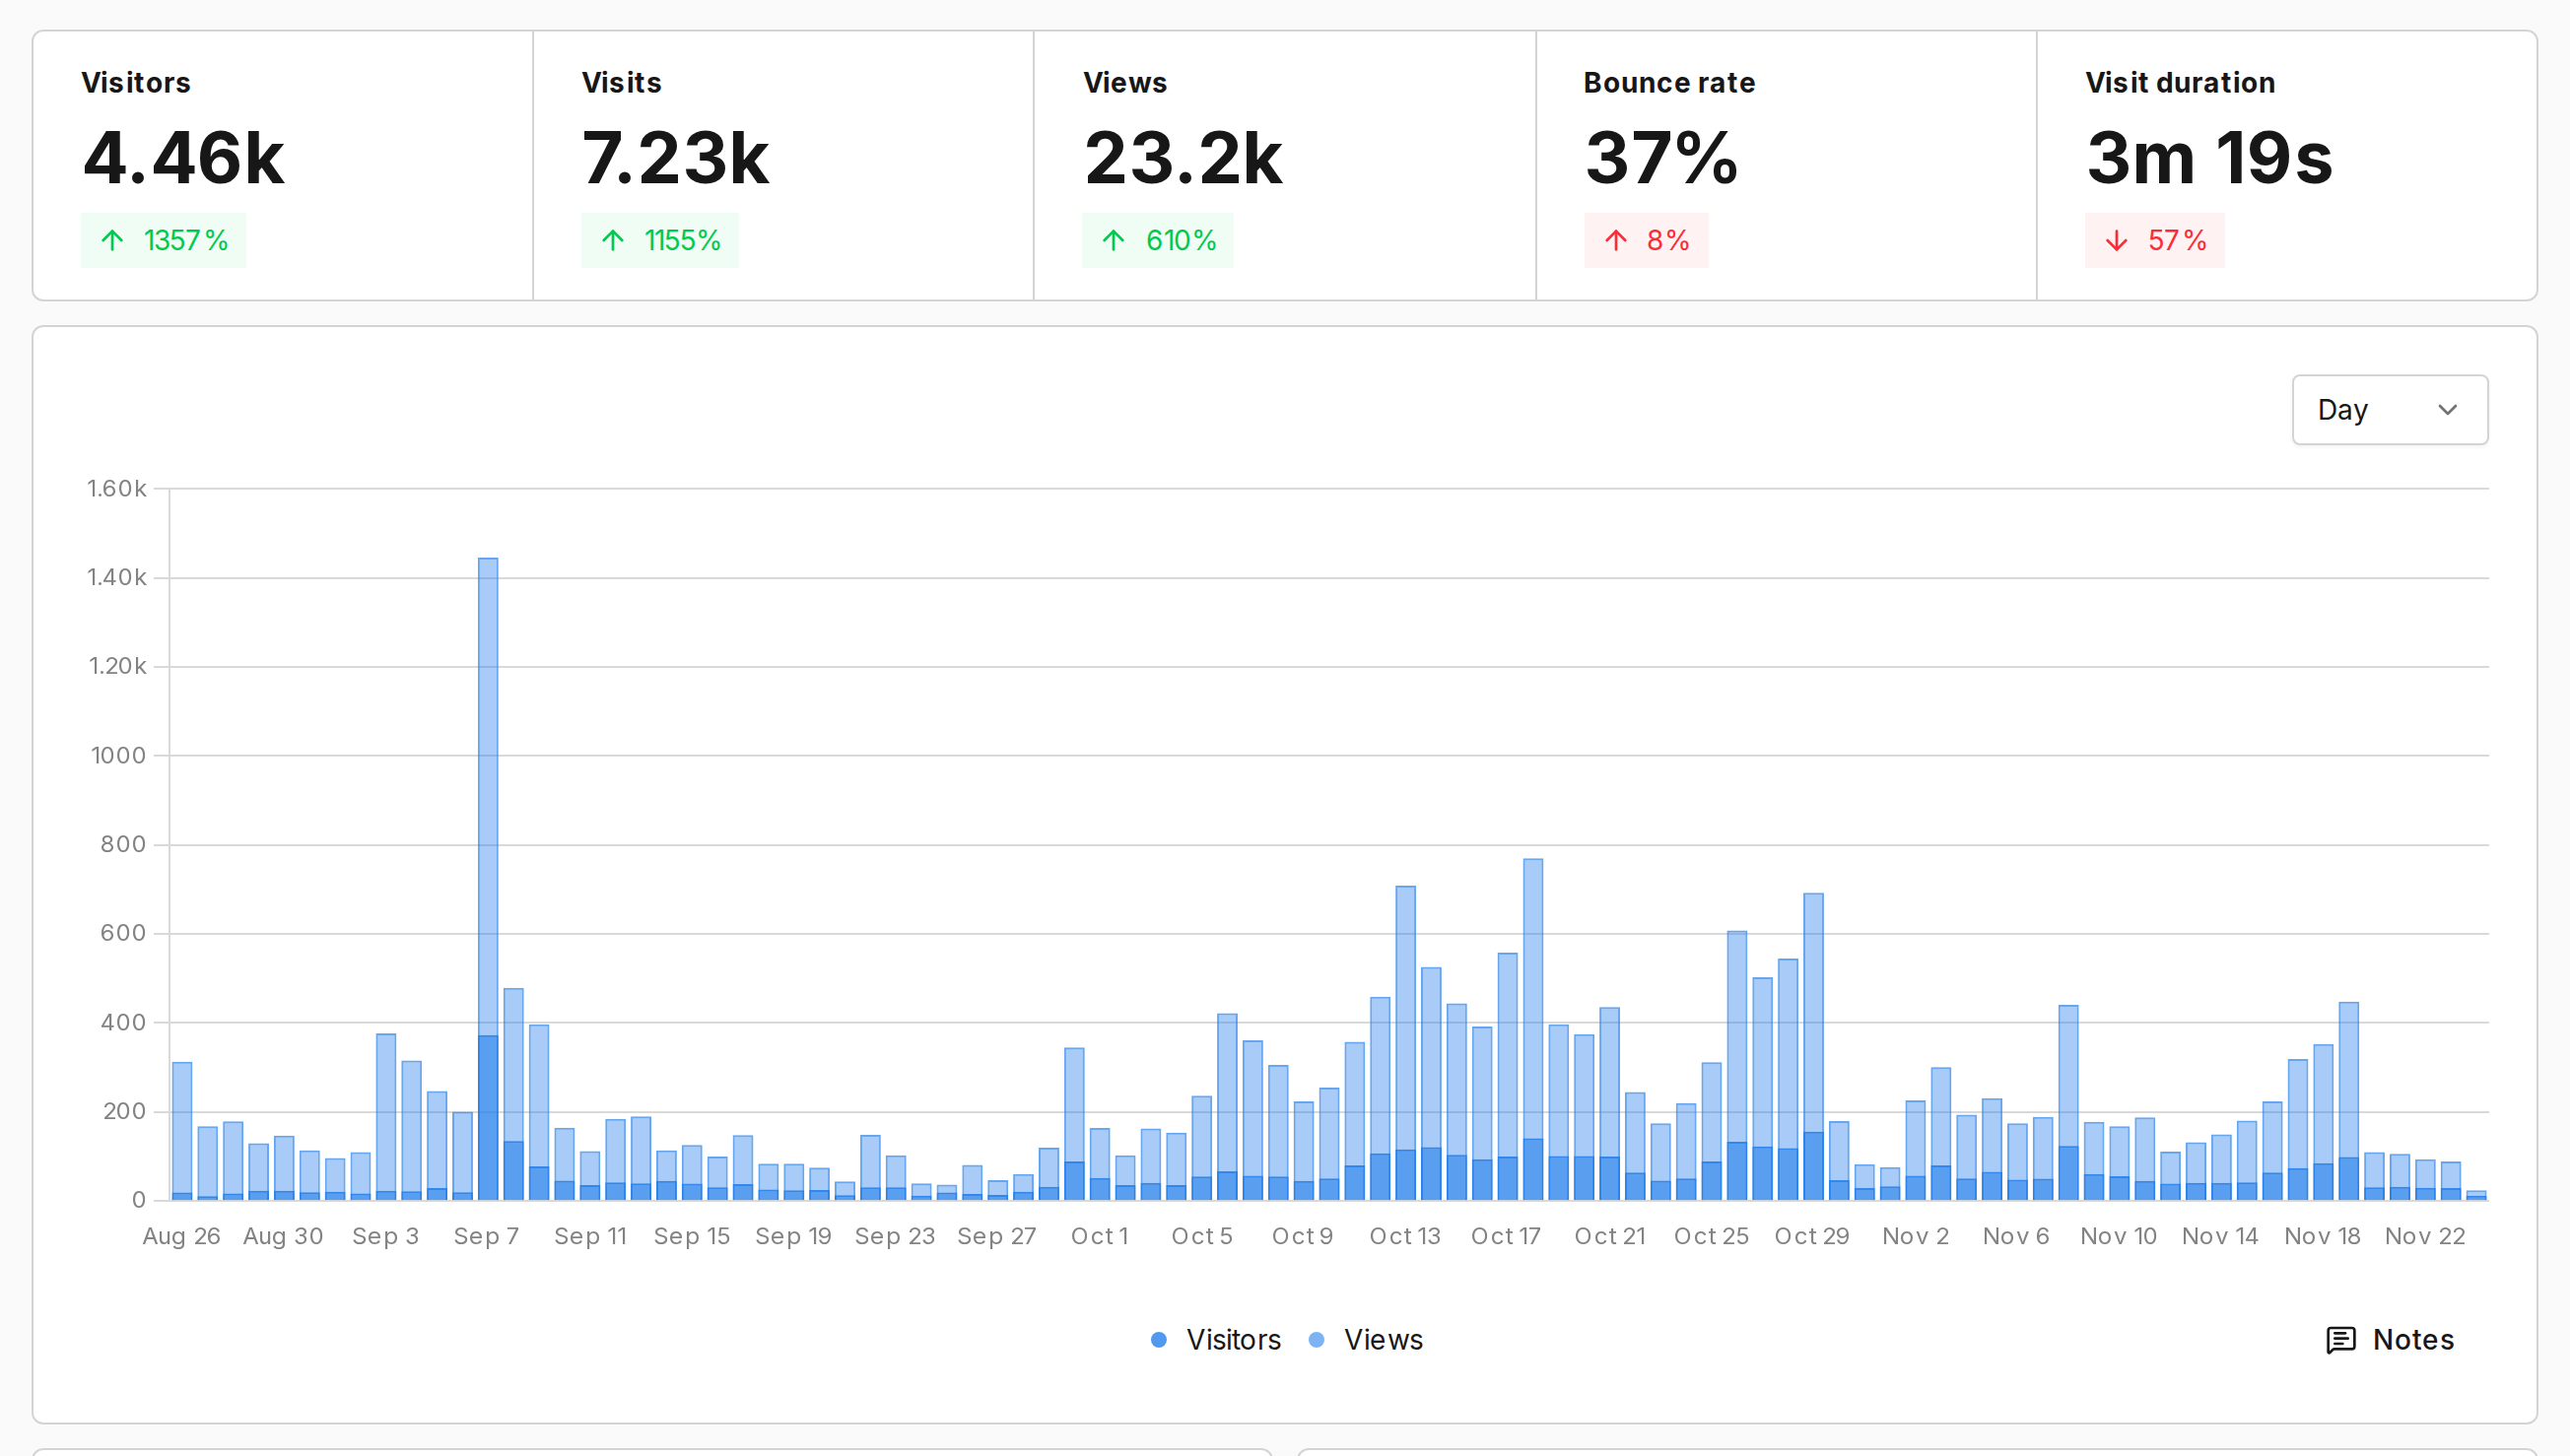 Visitors Visits Views Bounce rate Visit duration
4.46k 7.23k 23.2k 37% 3m 19s
↑ 1357% ↑ 1155% ↑ 610% ↑ 8% ↓ 57%
Day
1.60k
1.40k
1.20k
1000
800
600
400
200
0
Aug 26 Aug 30 Sep 3 Sep 7 Sep 11 Sep 15 Sep 19 Sep 23 Sep 27 Oct 1 Oct 5 Oct 9 Oct 13 Oct 17 Oct 21 Oct 25 Oct 29 Nov 2 Nov 6 Nov 10 Nov 14 Nov 18 Nov 22
Visitors Views Notes